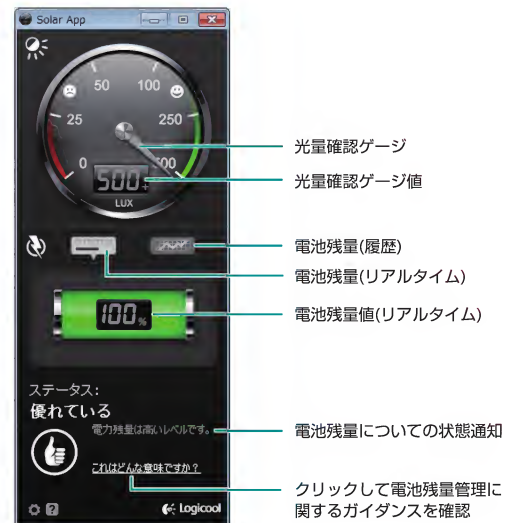 Solar App
50
100
25
250
0
500
500+
LUX
100%
ステータス:
優れている
電力残量は高いレベルです。
これはどんな意味ですか?
?
Logicool
光量確認ゲージ
光量確認ゲージ値
電池残量(履歴)
電池残量(リアルタイム)
電池残量値(リアルタイム)
電池残量についての状態通知
クリックして電池残量管理に
関するガイダンスを確認